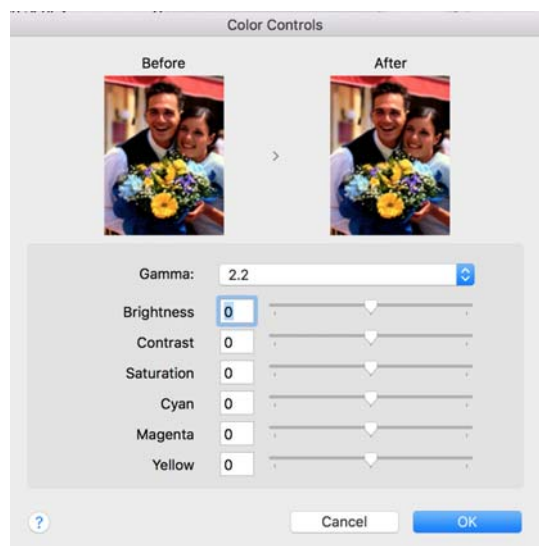 Color Controls
Before After
>
Gamma: 2.2
Brightness 0
Contrast 0
Saturation 0
Cyan 0
Magenta 0
Yellow 0
? Cancel OK